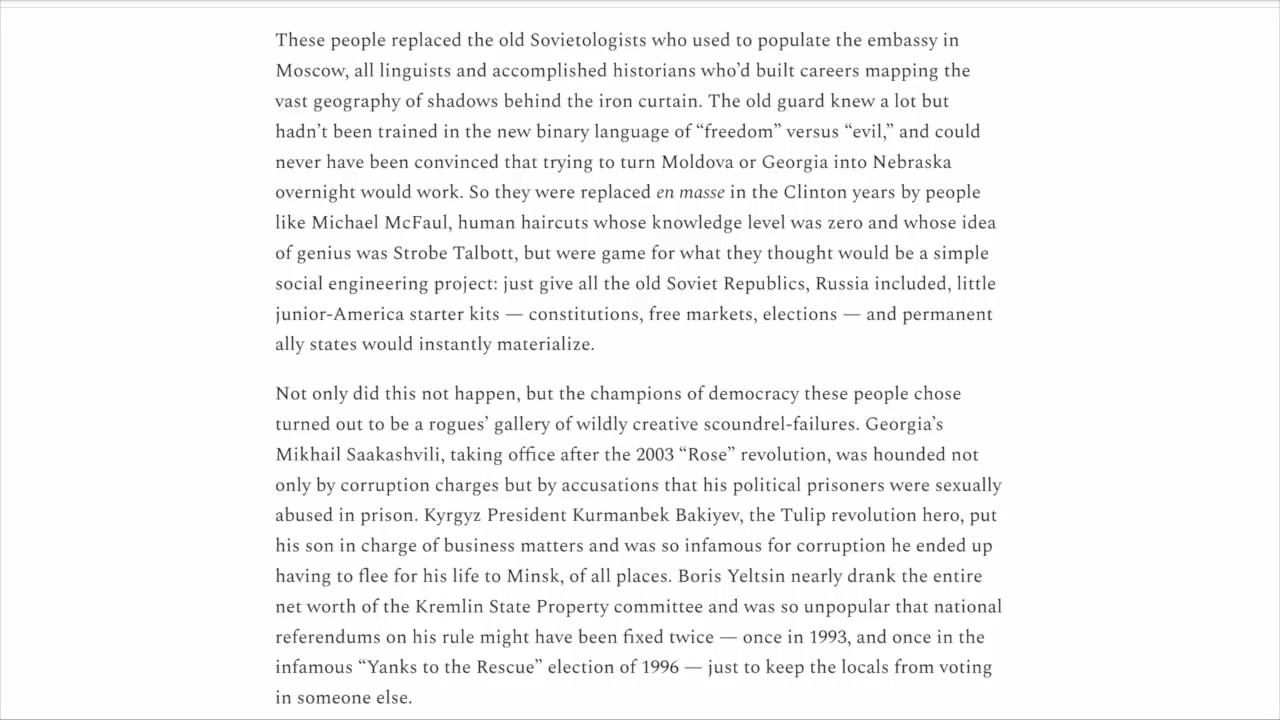 These people replaced the old Sovietologists who used to populate the embassy in
Moscow, all linguists and accomplished historians who’d built careers mapping the
vast geography of shadows behind the iron curtain. The old guard knew a lot but
hadn’t been trained in the new binary language of “freedom” versus “evil,” and could
never have been convinced that trying to turn Moldova or Georgia into Nebraska
overnight would work. So they were replaced en masse in the Clinton years by people
like Michael McFaul, human haircuts whose knowledge level was zero and whose idea
of genius was Strobe Talbott, but were game for what they thought would be a simple
social engineering project: just give all the old Soviet Republics, Russia included, little
junior-America starter kits — constitutions, free markets, elections — and permanent
ally states would instantly materialize.
Not only did this not happen, but the champions of democracy these people chose
turned out to be a rogues’ gallery of wildly creative scoundrel-failures. Georgia’s
Mikhail Saakashvili, taking office after the 2003 “Rose” revolution, was hounded not
only by corruption charges but by accusations that his political prisoners were sexually
abused in prison. Kyrgyz President Kurmanbek Bakiyev, the Tulip revolution hero, put
his son in charge of business matters and was so infamous for corruption he ended up
having to flee for his life to Minsk, of all places. Boris Yeltsin nearly drank the entire
net worth of the Kremlin State Property committee and was so unpopular that national
referendums on his rule might have been fixed twice — once in 1993, and once in the
infamous “Yanks to the Rescue” election of 1996 — just to keep the locals from voting
in someone else.